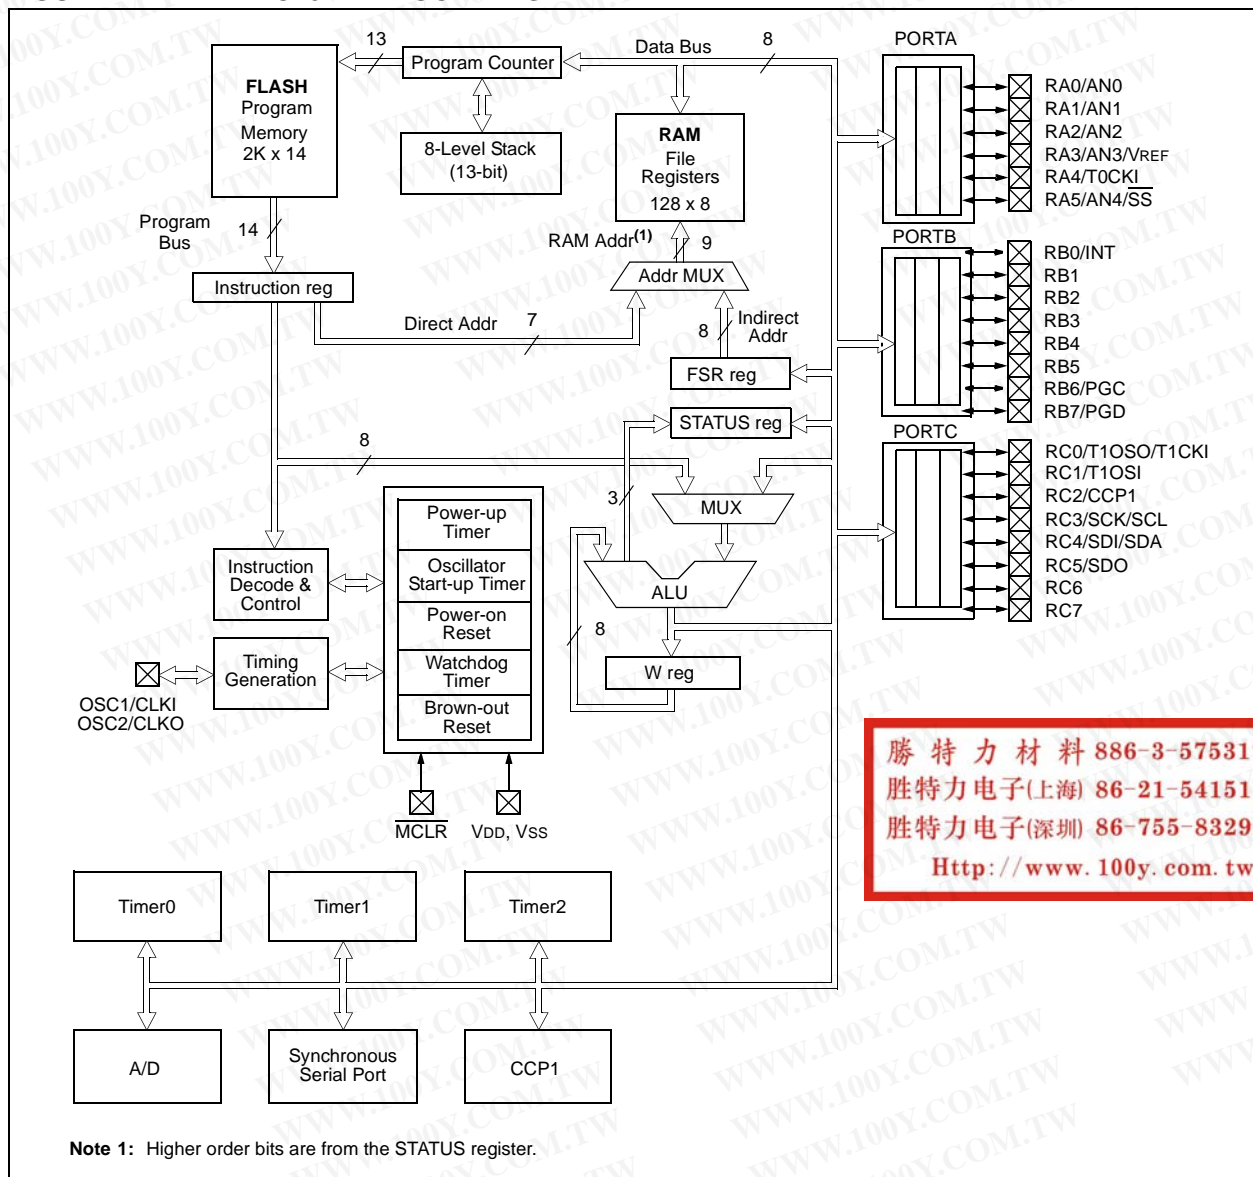 13
Data Bus
8
PORTA
Program Counter
FLASH
Program
Memory
2K x 14
8-Level Stack
(13-bit)
RAM
File
Registers
128 x 8
RA0/AN0
RA1/AN1
RA2/AN2
RA3/AN3/VREF
RA4/T0CKI
RA5/AN4/SS
Program
Bus
14
RAM Addr(1)
9
PORTB
Addr MUX
Instruction reg
Direct Addr
7
8
Indirect
Addr
FSR reg
STATUS reg
RB0/INT
RB1
RB2
RB3
RB4
RB5
RB6/PGC
RB7/PGD
PORTC
8
3
MUX
RC0/T1OSO/T1CKI
RC1/T1OSI
RC2/CCP1
RC3/SCK/SCL
RC4/SDI/SDA
RC5/SDO
RC6
RC7
Power-up
Timer
Oscillator
Start-up Timer
Power-on
Reset
Watchdog
Timer
Brown-out
Reset
Instruction
Decode &
Control
ALU
8
W reg
Timing
Generation
OSC1/CLKI
OSC2/CLKO
MCLR
VDD, VSS
勝特力材料 886-3-57531
胜特力电子(上海) 86-21-54151
胜特力电子(深圳) 86-755-8329
Http://www.100y.com.tw
Timer0
Timer1
Timer2
A/D
Synchronous
Serial Port
CCP1
Note 1: Higher order bits are from the STATUS register.
WWW.100Y.COM.TW